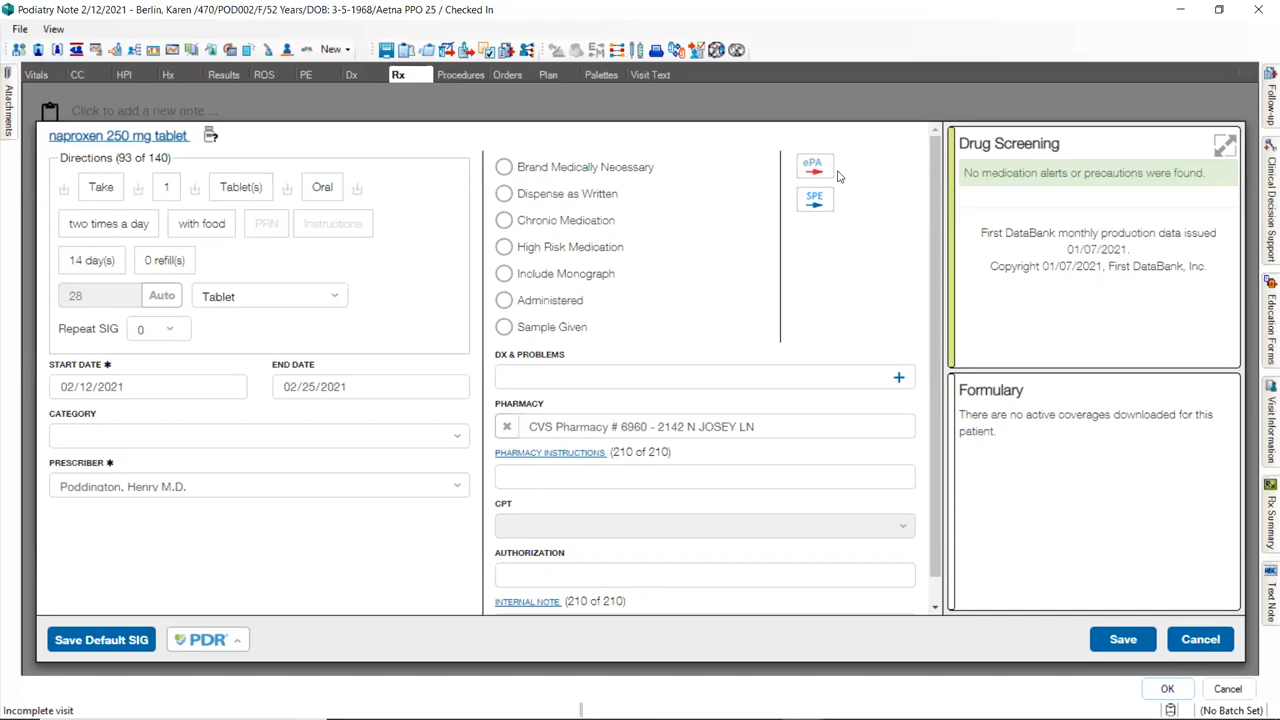 Podiatry Note 2/12/2021 - Berlin, Karen /470/POD002/F/52 Years/DOB: 3-5-1968/Aetna PPO 25 / Checked In
File View
New
Vitals CC HPI Hx Results ROS PE Dx Rx Procedures Orders Plan Palettes Visit Text
Attachments
Click to add a new note ...
naproxen 250 mg tablet
Directions (93 of 140)
Take 1 Tablet(s) Oral
two times a day with food PRN Instructions
14 day(s) 0 refill(s)
28 Auto Tablet
Repeat SIG 0
START DATE * END DATE
02/12/2021 02/25/2021
CATEGORY
PRESCRIBER *
Poddington, Henry M.D.
Brand Medically Necessary
Dispense as Written
Chronic Medication
High Risk Medication
Include Monograph
Administered
Sample Given
ePA
SPE
DX & PROBLEMS
PHARMACY
CVS Pharmacy # 6960 - 2142 N JOSEY LN
PHARMACY INSTRUCTIONS (210 of 210)
CPT
AUTHORIZATION
INTERNAL NOTE (210 of 210)
Drug Screening
No medication alerts or precautions were found.
First DataBank monthly production data issued
01/07/2021.
Copyright 01/07/2021, First DataBank, Inc.
Formulary
There are no active coverages downloaded for this
patient.
Follow-up
Clinical Decision Support
Education Forms
Visit Information
Rx Summary
Text Note
Save Default SIG PDR Save Cancel
OK Cancel
Incomplete visit (No Batch Set)